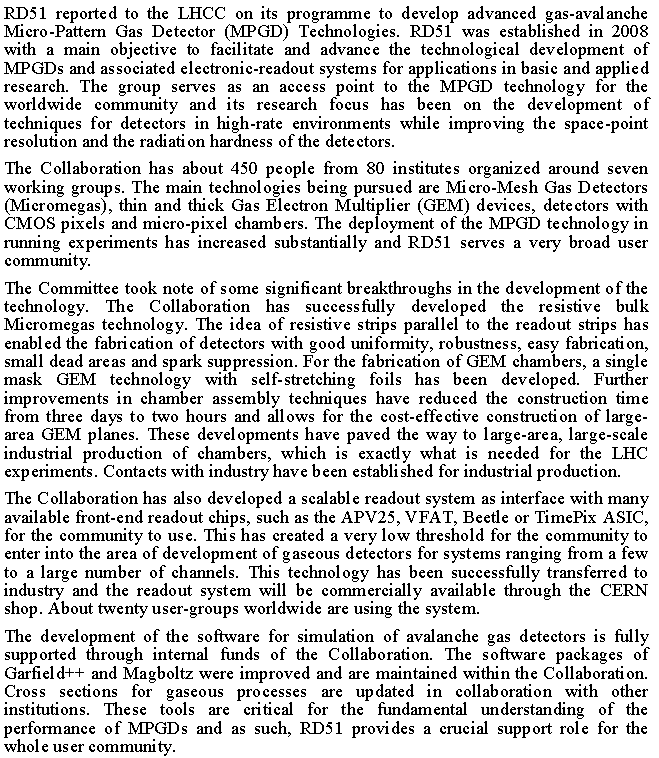 RD51 reported to the LHCC on its programme to develop advanced gas-avalanche
Micro-Pattern Gas Detector (MPGD) Technologies. RD51 was established in 2008
with a main objective to facilitate and advance the technological development of
MPGDs and associated electronic-readout systems for applications in basic and applied
research. The group serves as an access point to the MPGD technology for the
worldwide community and its research focus has been on the development of
techniques for detectors in high-rate environments while improving the space-point
resolution and the radiation hardness of the detectors.
The Collaboration has about 450 people from 80 institutes organized around seven
working groups. The main technologies being pursued are Micro-Mesh Gas Detectors
(Micromegas), thin and thick Gas Electron Multiplier (GEM) devices, detectors with
CMOS pixels and micro-pixel chambers. The deployment of the MPGD technology in
running experiments has increased substantially and RD51 serves a very broad user
community.
The Committee took note of some significant breakthroughs in the development of the
technology. The Collaboration has successfully developed the resistive bulk
Micromegas technology. The idea of resistive strips parallel to the readout strips has
enabled the fabrication of detectors with good uniformity, robustness, easy fabrication,
small dead areas and spark suppression. For the fabrication of GEM chambers, a single
mask GEM technology with self-stretching foils has been developed. Further
improvements in chamber assembly techniques have reduced the construction time
from three days to two hours and allows for the cost-effective construction of large-
area GEM planes. These developments have paved the way to large-area, large-scale
industrial production of chambers, which is exactly what is needed for the LHC
experiments. Contacts with industry have been established for industrial production.
The Collaboration has also developed a scalable readout system as interface with many
available front-end readout chips, such as the APV25, VFAT, Beetle or TimePix ASIC,
for the community to use. This has created a very low threshold for the community to
enter into the area of development of gaseous detectors for systems ranging from a few
to a large number of channels. This technology has been successfully transferred to
industry and the readout system will be commercially available through the CERN
shop. About twenty user-groups worldwide are using the system.
The development of the software for simulation of avalanche gas detectors is fully
supported through internal funds of the Collaboration. The software packages of
Garfield++ and Magboltz were improved and are maintained within the Collaboration.
Cross sections for gaseous processes are updated in collaboration with other
institutions. These tools are critical for the fundamental understanding of the
performance of MPGDs and as such, RD51 provides a crucial support role for the
whole user community.